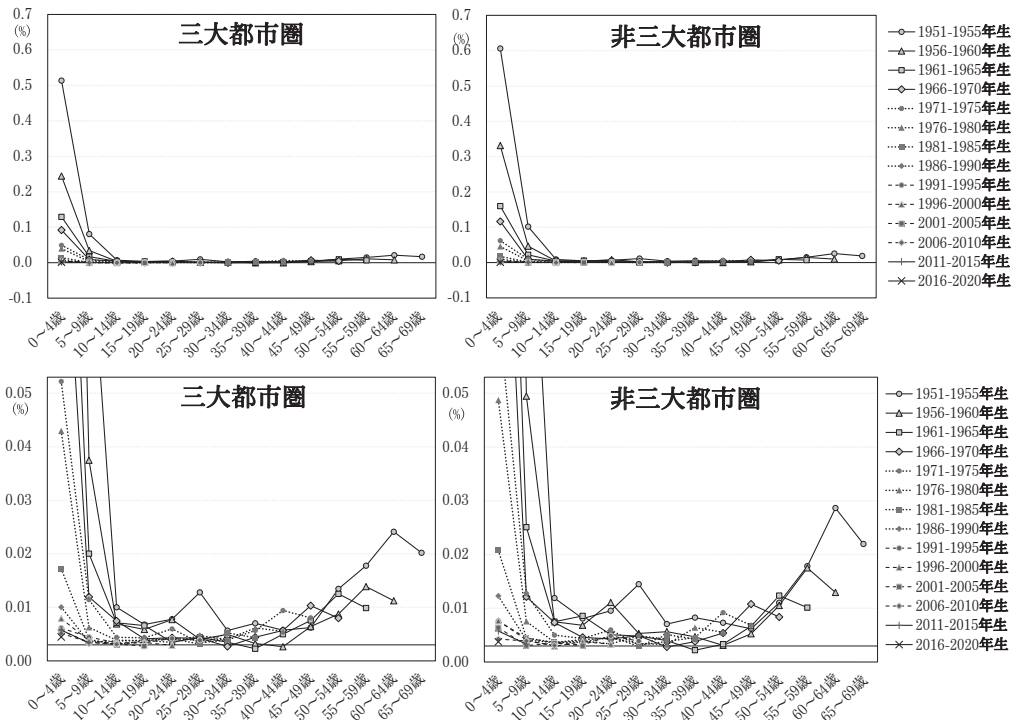 三大都市圏
0.7
(%)
0.6
0.5
0.4
0.3
0.2
0.1
0.0
-0.1
0～4歳
5～9歳
10～14歳
15～19歳
20～24歳
25～29歳
30～34歳
35～39歳
40～44歳
45～49歳
50～54歳
55～59歳
60～64歳
65～69歳
非三大都市圏
0.7
(%)
0.6
0.5
0.4
0.3
0.2
0.1
0.0
-0.1
0～4歳
5～9歳
10～14歳
15～19歳
20～24歳
25～29歳
30～34歳
35～39歳
40～44歳
45～49歳
50～54歳
55～59歳
60～64歳
65～69歳
1951-1955年生
1956-1960年生
1961-1965年生
1966-1970年生
1971-1975年生
1976-1980年生
1981-1985年生
1986-1990年生
1991-1995年生
1996-2000年生
2001-2005年生
2006-2010年生
2011-2015年生
2016-2020年生
三大都市圏
0.05
(%)
0.04
0.03
0.02
0.01
0.00
0～4歳
5～9歳
10～14歳
15～19歳
20～24歳
25～29歳
30～34歳
35～39歳
40～44歳
45～49歳
50～54歳
55～59歳
60～64歳
65～69歳
非三大都市圏
0.05
(%)
0.04
0.03
0.02
0.01
0.00
0～4歳
5～9歳
10～14歳
15～19歳
20～24歳
25～29歳
30～34歳
35～39歳
40～44歳
45～49歳
50～54歳
55～59歳
60～64歳
65～69歳
1951-1955年生
1956-1960年生
1961-1965年生
1966-1970年生
1971-1975年生
1976-1980年生
1981-1985年生
1986-1990年生
1991-1995年生
1996-2000年生
2001-2005年生
2006-2010年生
2011-2015年生
2016-2020年生